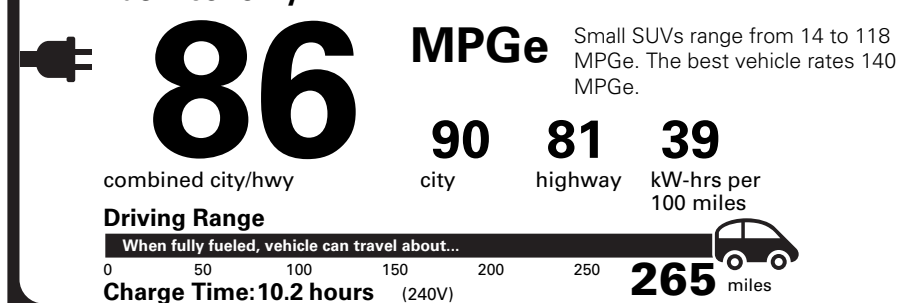 86
MPGe
Small SUVs range from 14 to 118
MPGe. The best vehicle rates 140
MPGe.
combined city/hwy
90
city
81
highway
39
kW-hrs per
100 miles
Driving Range
When fully fueled, vehicle can travel about...
0 50 100 150 200 250 265 miles
Charge Time: 10.2 hours (240V)